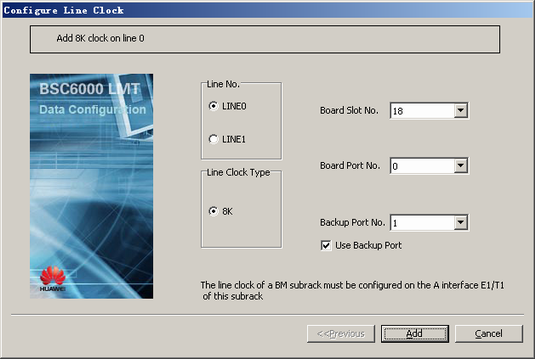 Configure Line Clock
Add 8K clock on line 0
BSC6000 LMT
Data Configuration
HUAWEI
Line No.
LINE0
LINE1
Line Clock Type
8K
Board Slot No. 18
Board Port No. 0
Backup Port No. 1
Use Backup Port
The line clock of a BM subrack must be configured on the A interface E1/T1
of this subrack
<<Previous Add Cancel